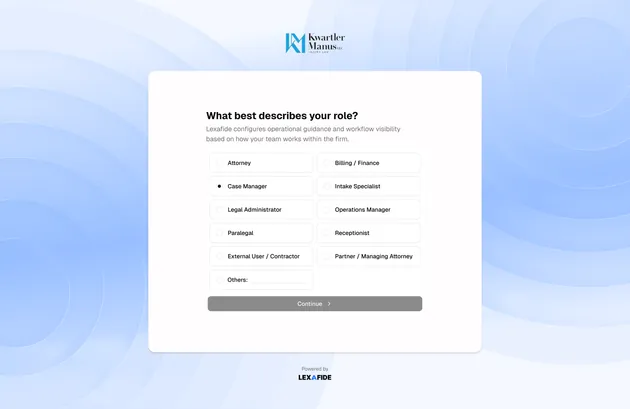 Kwartler
Manus
What best describes your role?
Lexafide configures operational guidance and workflow visibility
based on how your team works within the firm.
Attorney
Billing / Finance
Case Manager
Intake Specialist
Legal Administrator
Operations Manager
Paralegal
Receptionist
External User / Contractor
Partner / Managing Attorney
Others:
Continue
Powered by
LEXAFIDE